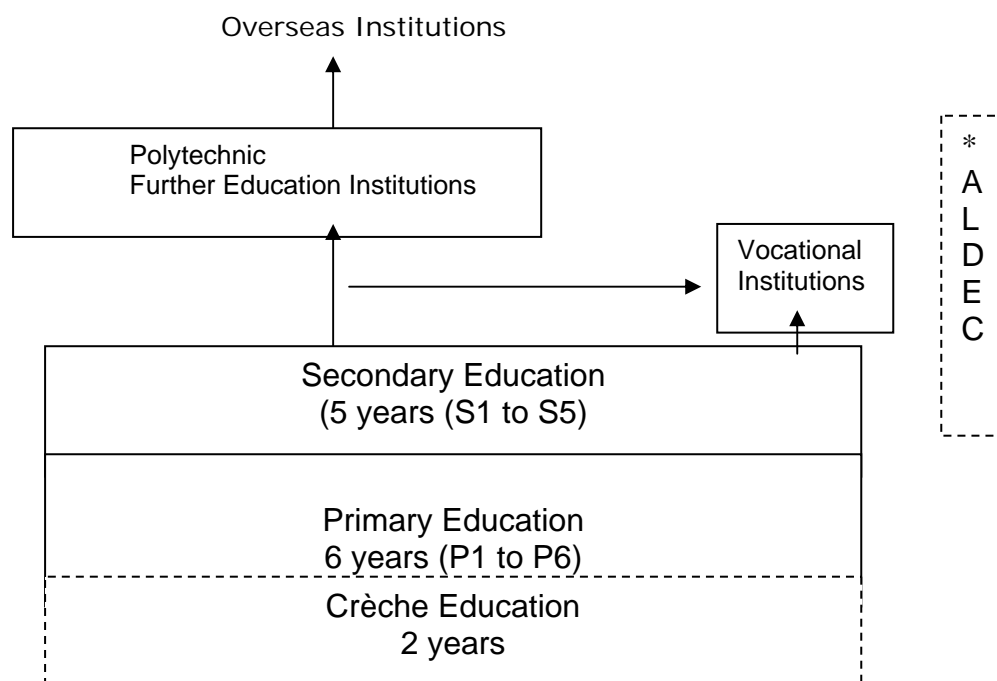 Overseas Institutions
Polytechnic
Further Education Institutions
Vocational
Institutions
*
A
L
D
E
C
Secondary Education
(5 years (S1 to S5)
Primary Education
6 years (P1 to P6)
Crèche Education
2 years